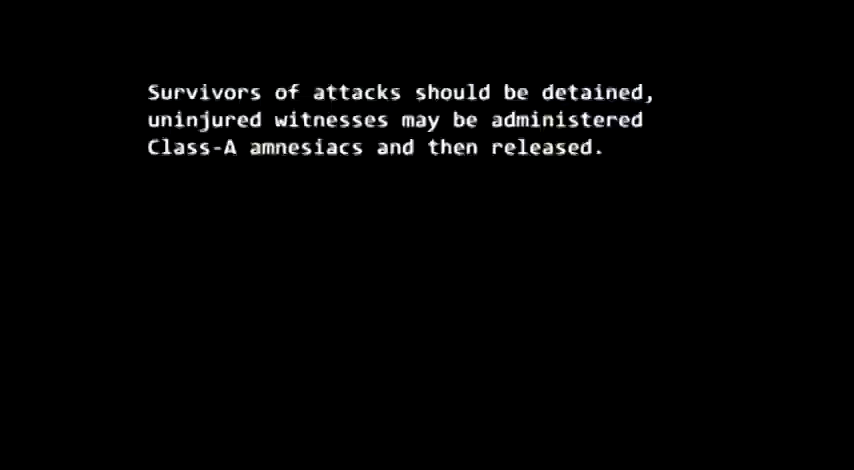 Survivors of attacks should be detained,
uninjured witnesses may be administered
Class-A amnesiacs and then released.